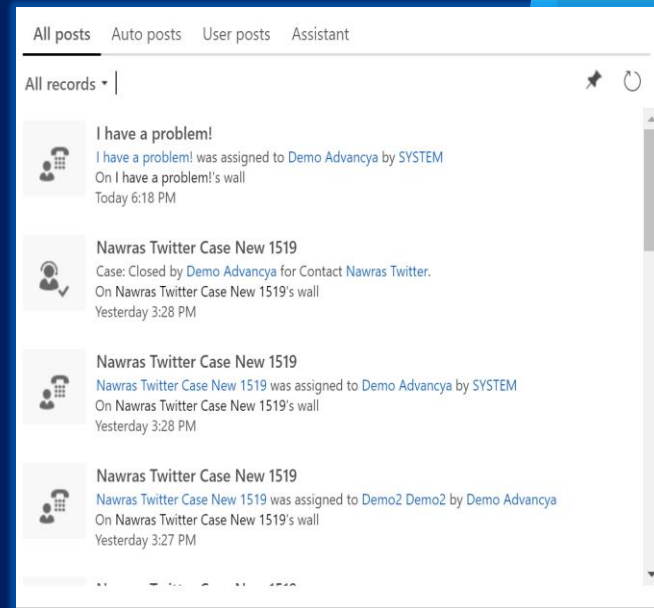 All posts Auto posts User posts Assistant
All records
I have a problem!
I have a problem! was assigned to Demo Advancya by SYSTEM
On I have a problem!'s wall
Today 6:18 PM
Nawras Twitter Case New 1519
Case: Closed by Demo Advancya for Contact Nawras Twitter.
On Nawras Twitter Case New 1519's wall
Yesterday 3:28 PM
Nawras Twitter Case New 1519
Nawras Twitter Case New 1519 was assigned to Demo Advancya by SYSTEM
On Nawras Twitter Case New 1519's wall
Yesterday 3:28 PM
Nawras Twitter Case New 1519
Nawras Twitter Case New 1519 was assigned to Demo2 Demo2 by Demo Advancya
On Nawras Twitter Case New 1519's wall
Yesterday 3:27 PM